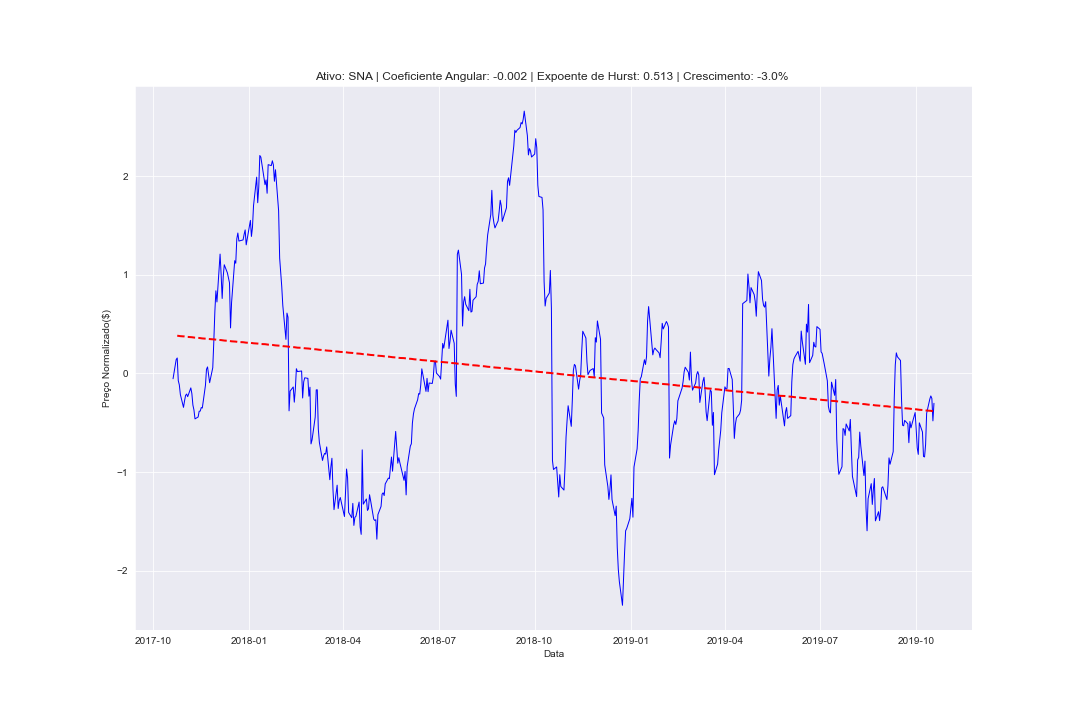 Ativo: SNA | Coeficiente Angular: -0.002 | Expoente de Hurst: 0.513 | Crescimento: -3.0%
Preço Normalizado($)
2
1
0
−1
−2
2017-10 2018-01 2018-04 2018-07 2018-10 2019-01 2019-04 2019-07 2019-10
Data